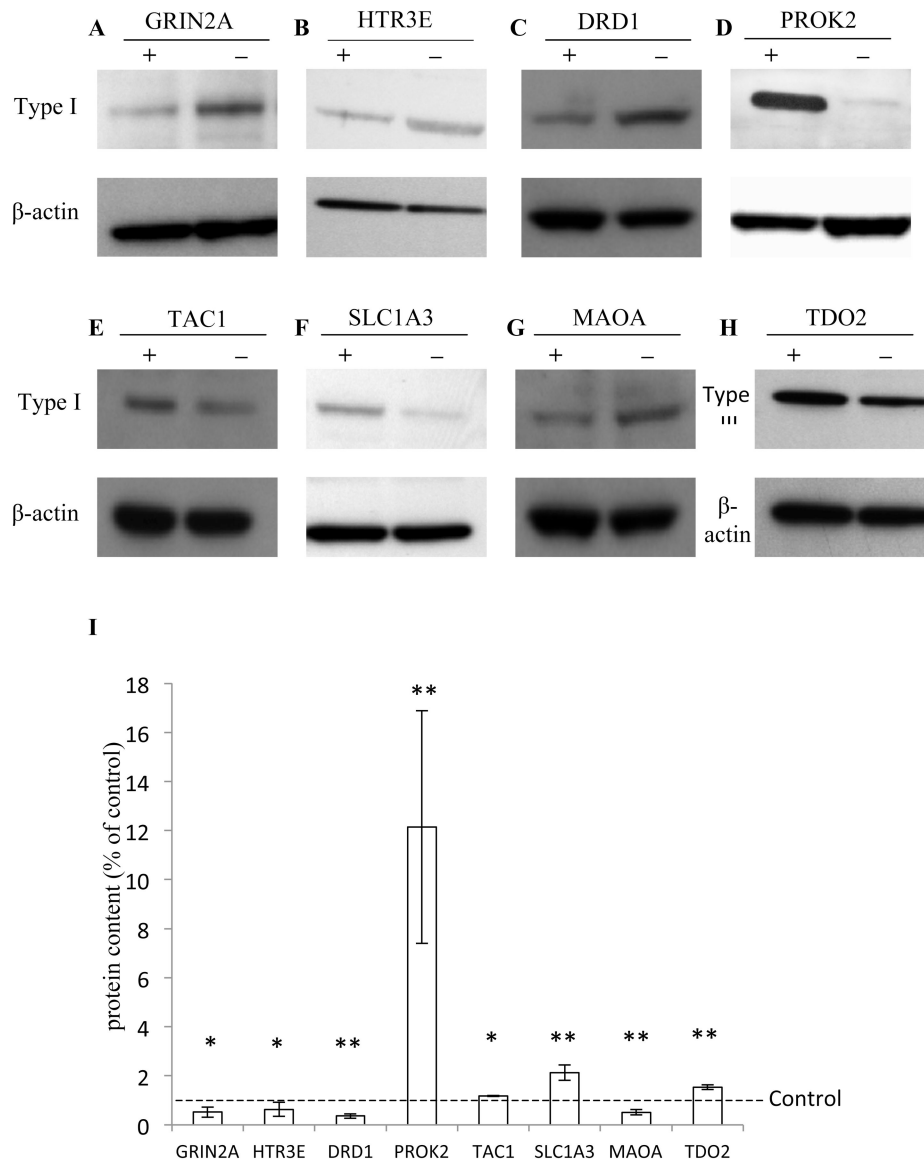 A GRIN2A B HTR3E C DRD1 D PROK2
+ − + − + − + −
Type I
β-actin
E TAC1 F SLC1A3 G MAOA H TDO2
+ − + − + − + −
Type I Type
III
β-actin β-
actin
I
18
16
14
12
10
8
6
4
2
0
protein content (% of control)
**
* * ** * ** ** **
Control
GRIN2A HTR3E DRD1 PROK2 TAC1 SLC1A3 MAOA TDO2